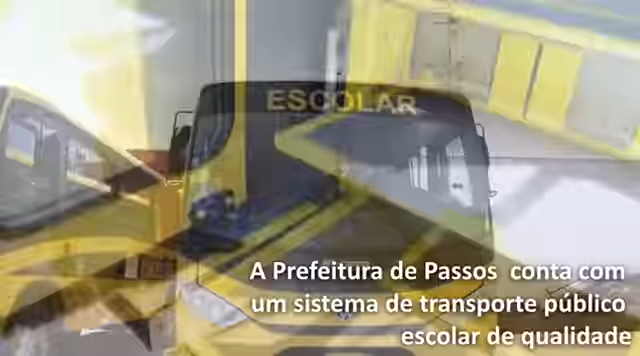 ESCOLAR
A Prefeitura de Passos conta com
um sistema de transporte público
escolar de qualidade